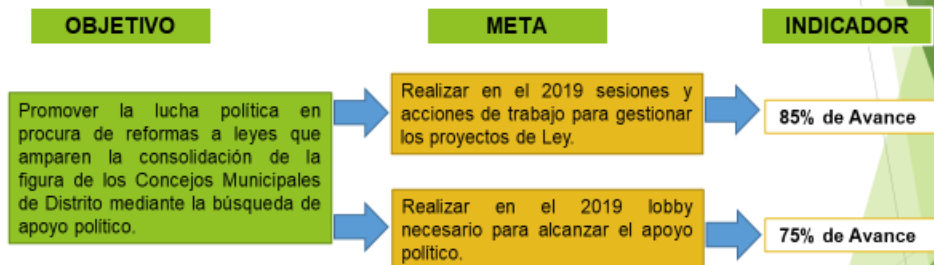 OBJETIVO
META
INDICADOR
Promover la lucha política en
procura de reformas a leyes que
amparen la consolidación de la
figura de los Concejos Municipales
de Distrito mediante la búsqueda de
apoyo político.
Realizar en el 2019 sesiones y
acciones de trabajo para gestionar
los proyectos de Ley.
85% de Avance
Realizar en el 2019 lobby
necesario para alcanzar el apoyo
político.
75% de Avance